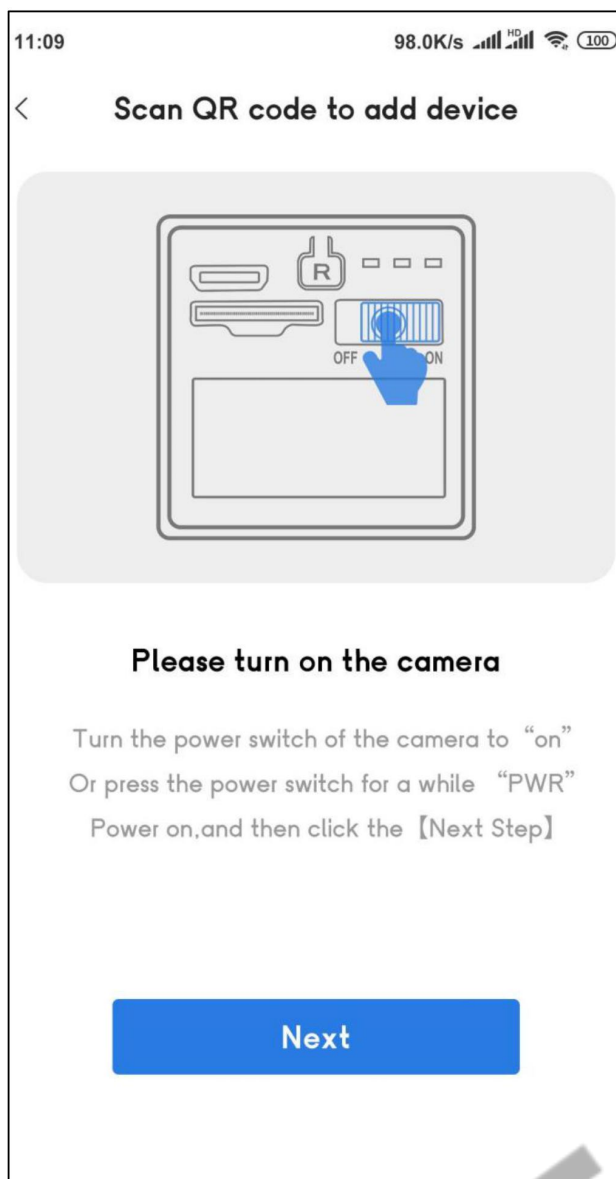 11:09 98.0K/s HD 100
< Scan QR code to add device
R
OFF ON
Please turn on the camera
Turn the power switch of the camera to “on”
Or press the power switch for a while “PWR”
Power on,and then click the【Next Step】
Next